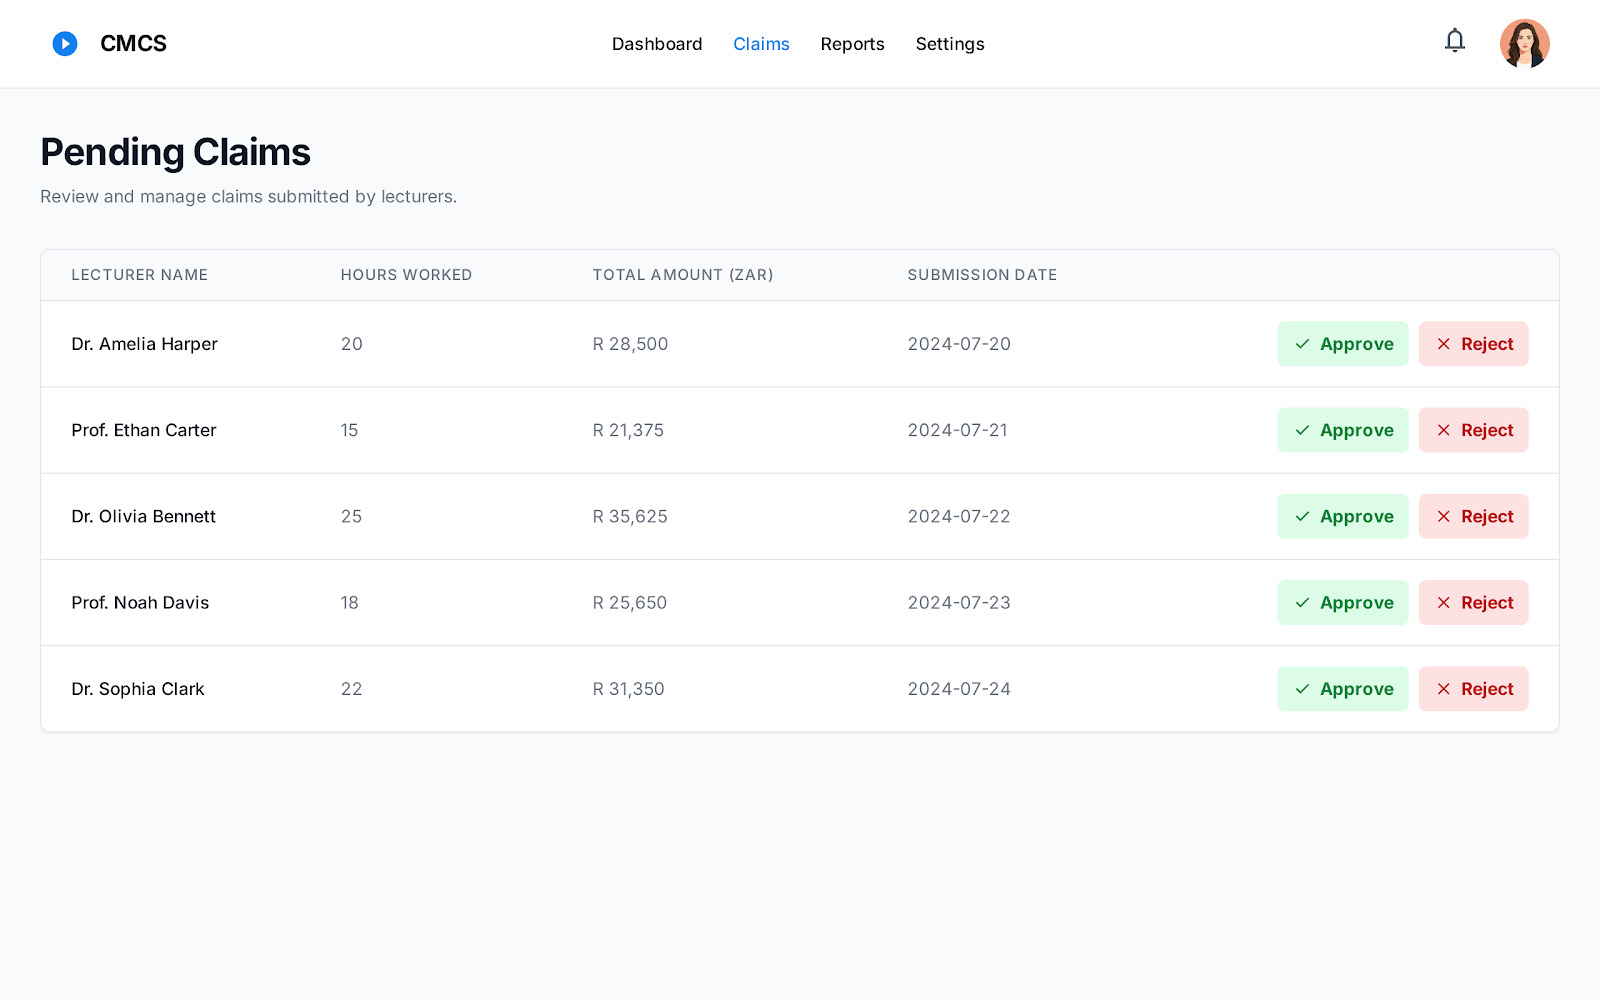 CMCS
Dashboard Claims Reports Settings
Pending Claims
Review and manage claims submitted by lecturers.
LECTURER NAME HOURS WORKED TOTAL AMOUNT (ZAR) SUBMISSION DATE
Dr. Amelia Harper 20 R 28,500 2024-07-20 Approve Reject
Prof. Ethan Carter 15 R 21,375 2024-07-21 Approve Reject
Dr. Olivia Bennett 25 R 35,625 2024-07-22 Approve Reject
Prof. Noah Davis 18 R 25,650 2024-07-23 Approve Reject
Dr. Sophia Clark 22 R 31,350 2024-07-24 Approve Reject